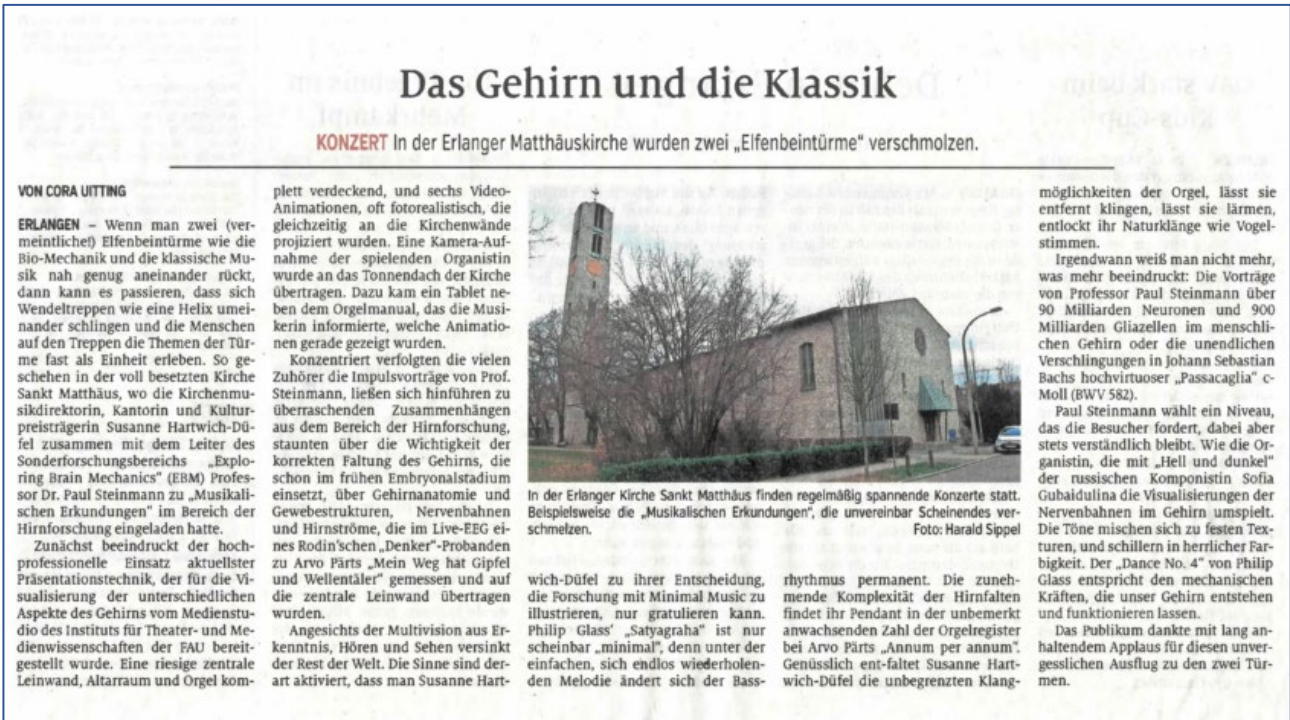 Das Gehirn und die Klassik
KONZERT In der Erlanger Matthäuskirche wurden zwei „Elfenbeintürme“ verschmolzen.
VON CORA UITTING
ERLANGEN – Wenn man zwei (ver-
meintliche!) Elfenbeintürme wie die
Bio-Mechanik und die klassische Mu-
sik nah genug aneinander rückt,
dann kann es passieren, dass sich
Wendeltreppen wie eine Helix umei-
nander schlingen und die Menschen
auf den Treppen die Themen der Tür-
me fast als Einheit erleben. So ge-
schehen in der voll besetzten Kirche
Sankt Matthäus, wo die Kirchenmu-
sikdirektorin, Kantorin und Kultur-
preisträgerin Susanne Hartwich-Dü-
fel zusammen mit dem Leiter des
Sonderforschungsbereichs „Explo-
ring Brain Mechanics“ (EBM) Profes-
sor Dr. Paul Steinmann zu „Musikali-
schen Erkundungen“ im Bereich der
Hirnforschung eingeladen hatte.
Zunächst beeindruckt der hoch-
professionelle Einsatz aktuellster
Präsentationstechnik, der für die Vi-
sualisierung der unterschiedlichen
Aspekte des Gehirns vom Medienstu-
dio des Instituts für Theater- und Me-
dienwissenschaften der FAU bereit-
gestellt wurde. Eine riesige zentrale
Leinwand, Altarraum und Orgel kom-
plett verdeckend, und sechs Video-
Animationen, oft fotorealistisch, die
gleichzeitig an die Kirchenwände
projiziert wurden. Eine Kamera-Auf-
nahme der spielenden Organistin
wurde an das Tonnendach der Kirche
übertragen. Dazu kam ein Tablet ne-
ben dem Orgelmanual, das die Musi-
kerin informierte, welche Animatio-
nen gerade gezeigt wurden.
Konzentriert verfolgten die vielen
Zuhörer die Impulsvorträge von Prof.
Steinmann, ließen sich hinführen zu
überraschenden Zusammenhängen
aus dem Bereich der Hirnforschung,
staunten über die Wichtigkeit der
korrekten Faltung des Gehirns, die
schon im frühen Embryonalstadium
einsetzt, über Gehirnanatomie und
Gewebestrukturen, Nervenbahnen
und Hirnströme, die im Live-EEG ei-
nes Rodin’schen „Denker“-Probanden
zu Arvo Pärts „Mein Weg hat Gipfel
und Wellentäler“ gemessen und auf
die zentrale Leinwand übertragen
wurden.
Angesichts der Multivision aus Er-
kenntnis, Hören und Sehen versinkt
der Rest der Welt. Die Sinne sind der-
art aktiviert, dass man Susanne Hart-
In der Erlanger Kirche Sankt Matthäus finden regelmäßig spannende Konzerte statt.
Beispielsweise die „Musikalischen Erkundungen“, die unvereinbar Scheinendes ver-
schmelzen.
Foto: Harald Sippel
wich-Düfel zu ihrer Entscheidung,
die Forschung mit Minimal Music zu
illustrieren, nur gratulieren kann.
Philip Glass’ „Satyagraha“ ist nur
scheinbar „minimal“, denn unter der
einfachen, sich endlos wiederholen-
den Melodie ändert sich der Bass-
rhythmus permanent. Die zuneh-
mende Komplexität der Hirnfalten
findet ihr Pendant in der unbemerkt
anwachsenden Zahl der Orgelregister
bei Arvo Pärts „Annum per annum“.
Genüsslich ent-faltet Susanne Hart-
wich-Düfel die unbegrenzten Klang-
möglichkeiten der Orgel, lässt sie
entfernt klingen, lässt sie lärmen,
entlockt ihr Naturklänge wie Vogel-
stimmen.
Irgendwann weiß man nicht mehr,
was mehr beeindruckt: Die Vorträge
von Professor Paul Steinmann über
90 Milliarden Neuronen und 900
Milliarden Gliazellen im menschli-
chen Gehirn oder die unendlichen
Verschlingungen in Johann Sebastian
Bachs hochvirtuoser „Passacaglia“ c-
Moll (BWV 582).
Paul Steinmann wählt ein Niveau,
das die Besucher fordert, dabei aber
stets verständlich bleibt. Wie die Or-
ganistin, die mit „Hell und dunkel“
der russischen Komponistin Sofia
Gubaidulina die Visualisierungen der
Nervenbahnen im Gehirn umspielt.
Die Töne mischen sich zu festen Tex-
turen, und schillern in herrlicher Far-
bigkeit. Der „Dance No. 4“ von Philip
Glass entspricht den mechanischen
Kräften, die unser Gehirn entstehen
und funktionieren lassen.
Das Publikum dankte mit lang an-
haltendem Applaus für diesen unver-
gesslichen Ausflug zu den zwei Tür-
men.